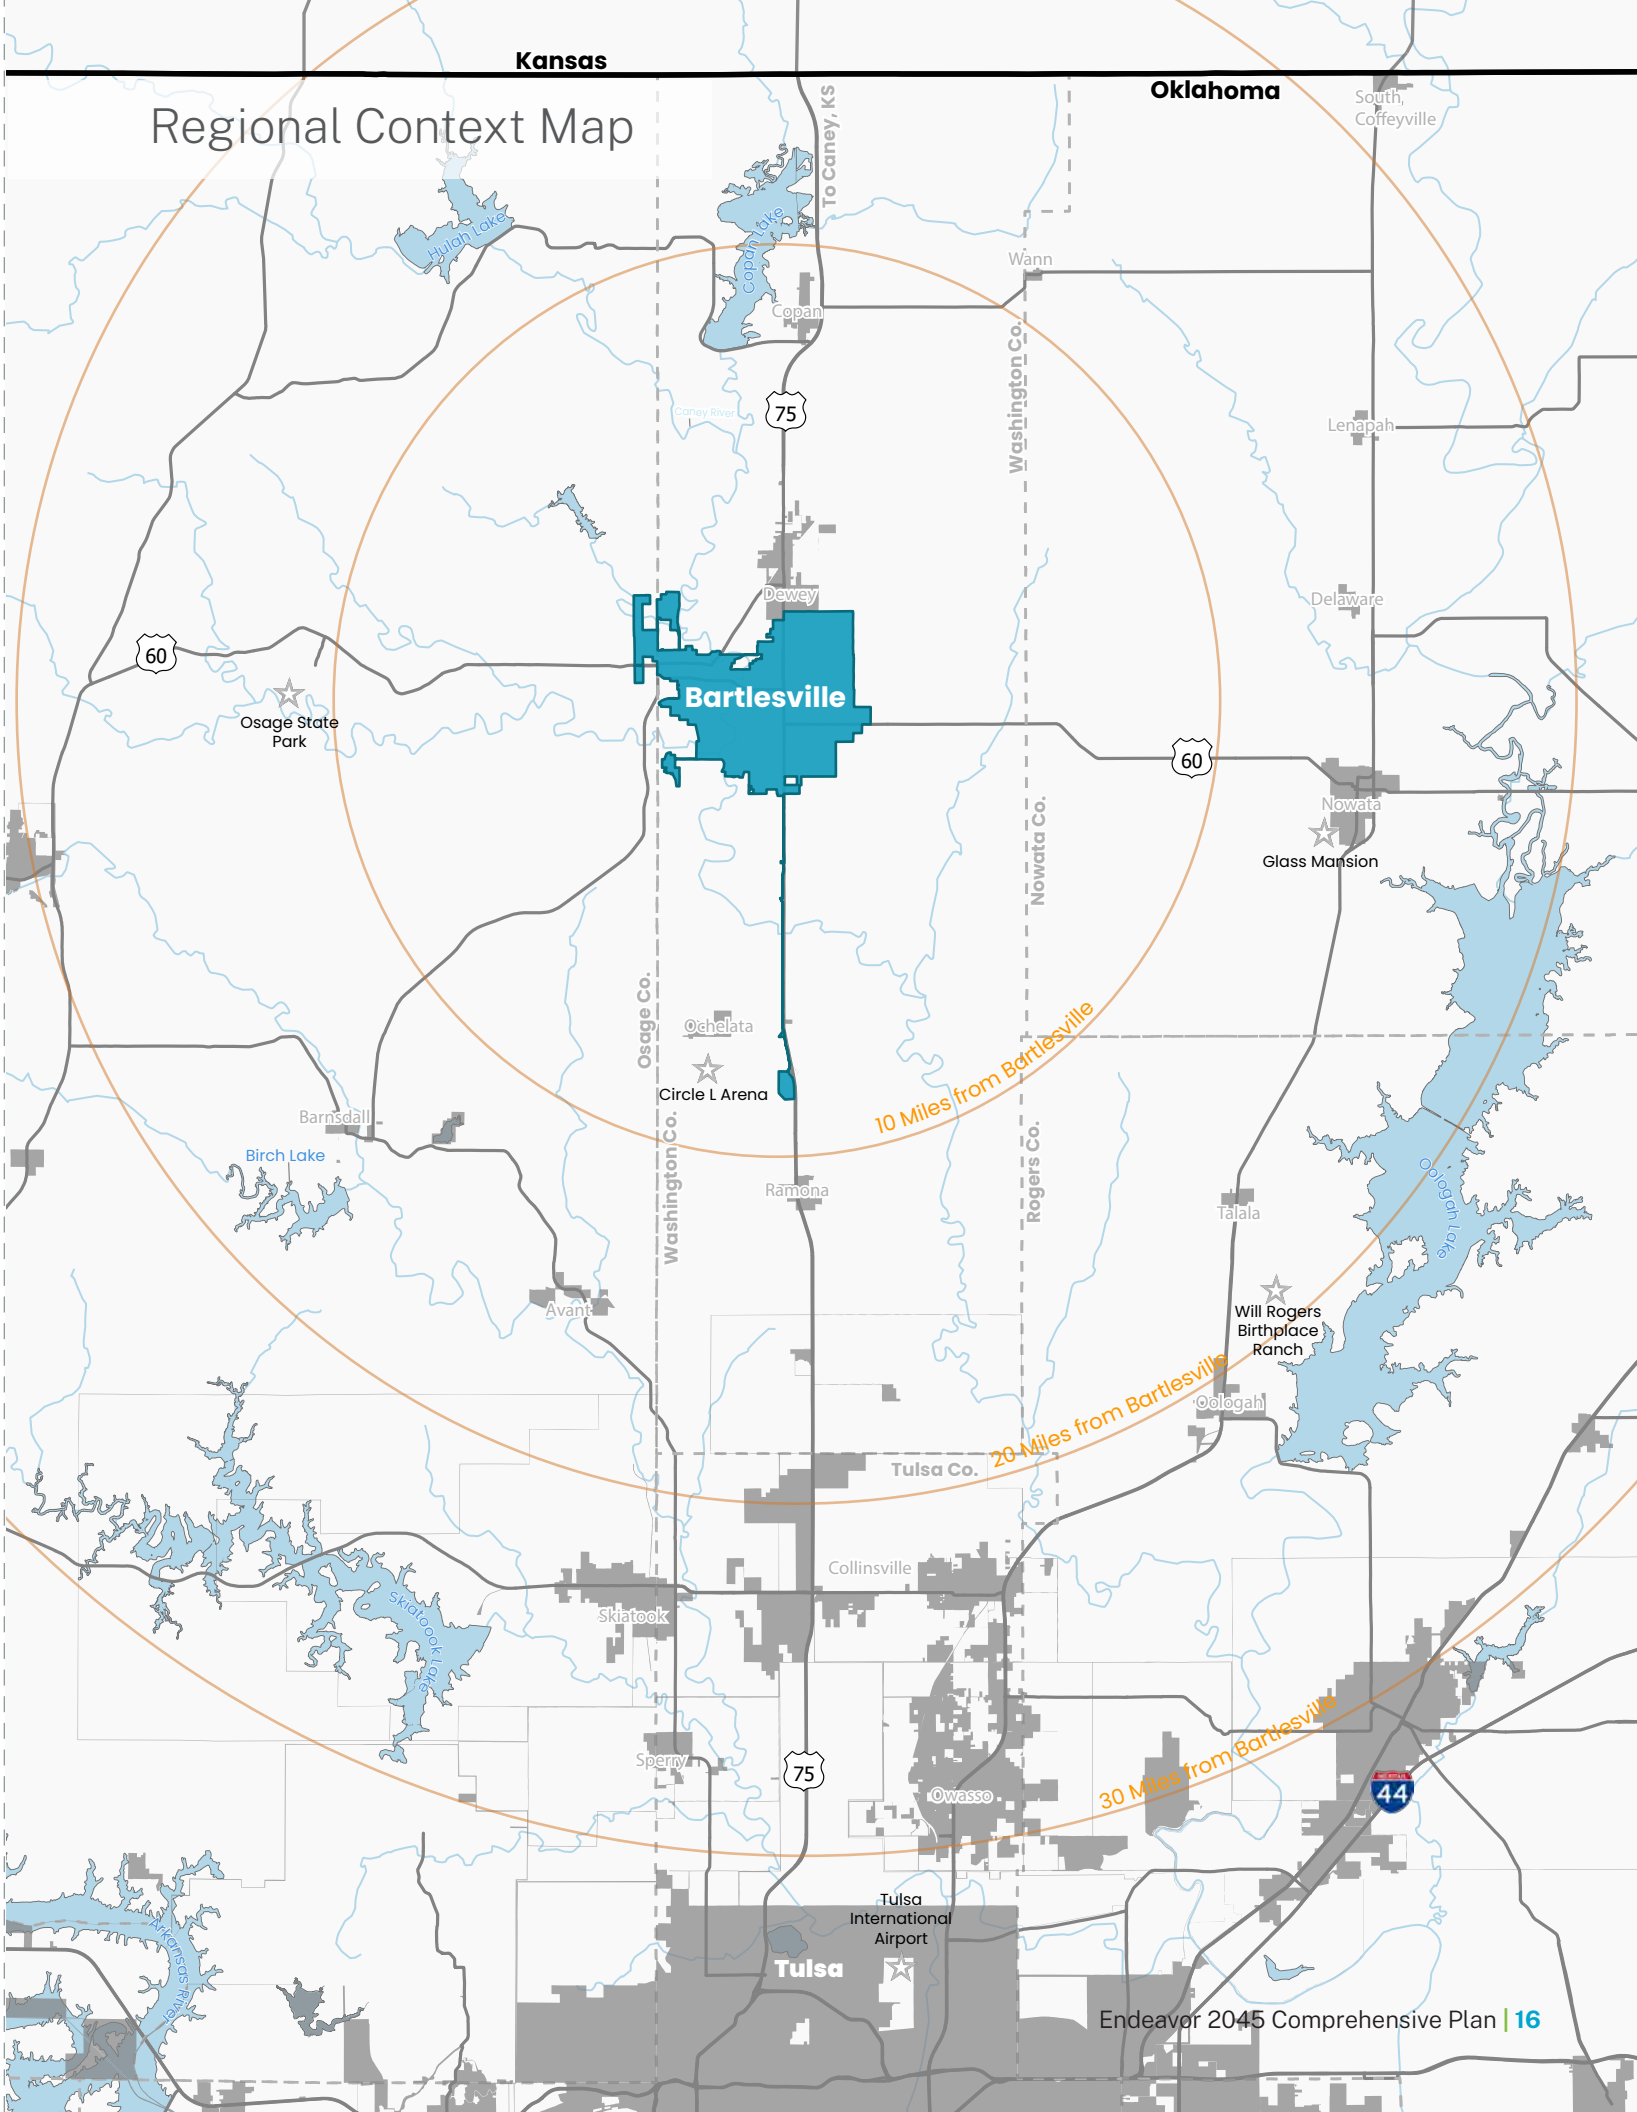 Kansas
Oklahoma
Regional Context Map
South
Coffeyville
To Caney, KS
Hulah Lake
Copan Lake
Wann
Copan
Washington Co.
Caney River
75
Lenapah
Dewey
Delaware
60
Bartlesville
Osage State
Park
60
Nowata
Nowata Co.
Glass Mansion
Osage Co.
Ochelata
Circle L Arena
10 Miles from Bartlesville
Barnsdall
Washington Co.
Birch Lake
Rogers Co.
Ramona
Oologah Lake
Talala
Avant
Will Rogers
Birthplace
Ranch
20 Miles from Bartlesville
Oologah
Tulsa Co.
Collinsville
Skiatook
Skiatoook Lake
30 Miles from Bartlesville
Sperry
75
Owasso
44
Tulsa
International
Airport
Arkansas River
Tulsa
Endeavor 2045 Comprehensive Plan | 16